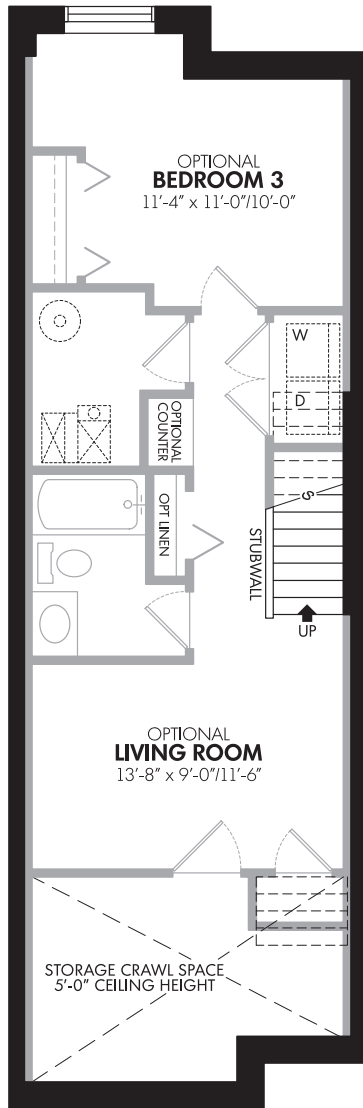 OPTIONAL
BEDROOM 3
11'-4" x 11'-0"/10'-0"
W
D
OPTIONAL
COUNTER
OPT LINEN
S
STUBWALL
UP
OPTIONAL
LIVING ROOM
13'-8" x 9'-0"/11'-6"
STORAGE CRAWL SPACE
5'-0" CEILING HEIGHT